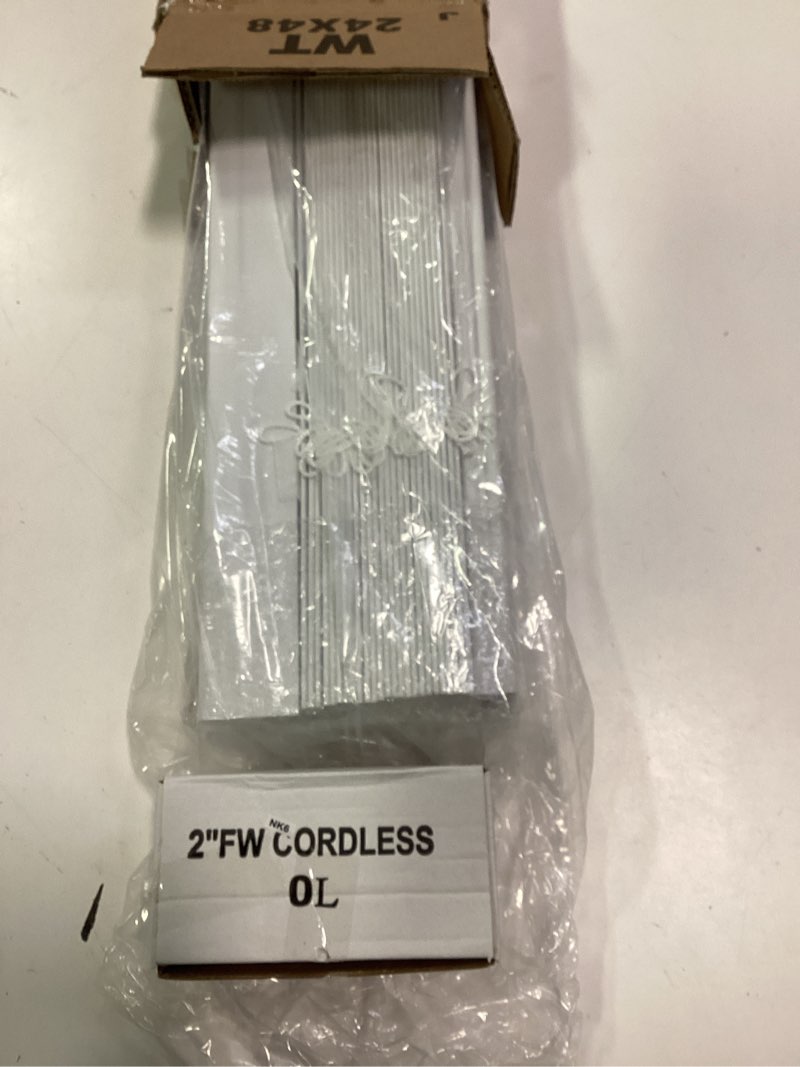 WT
24X48
J
NK6
2"FW CORDLESS
OL